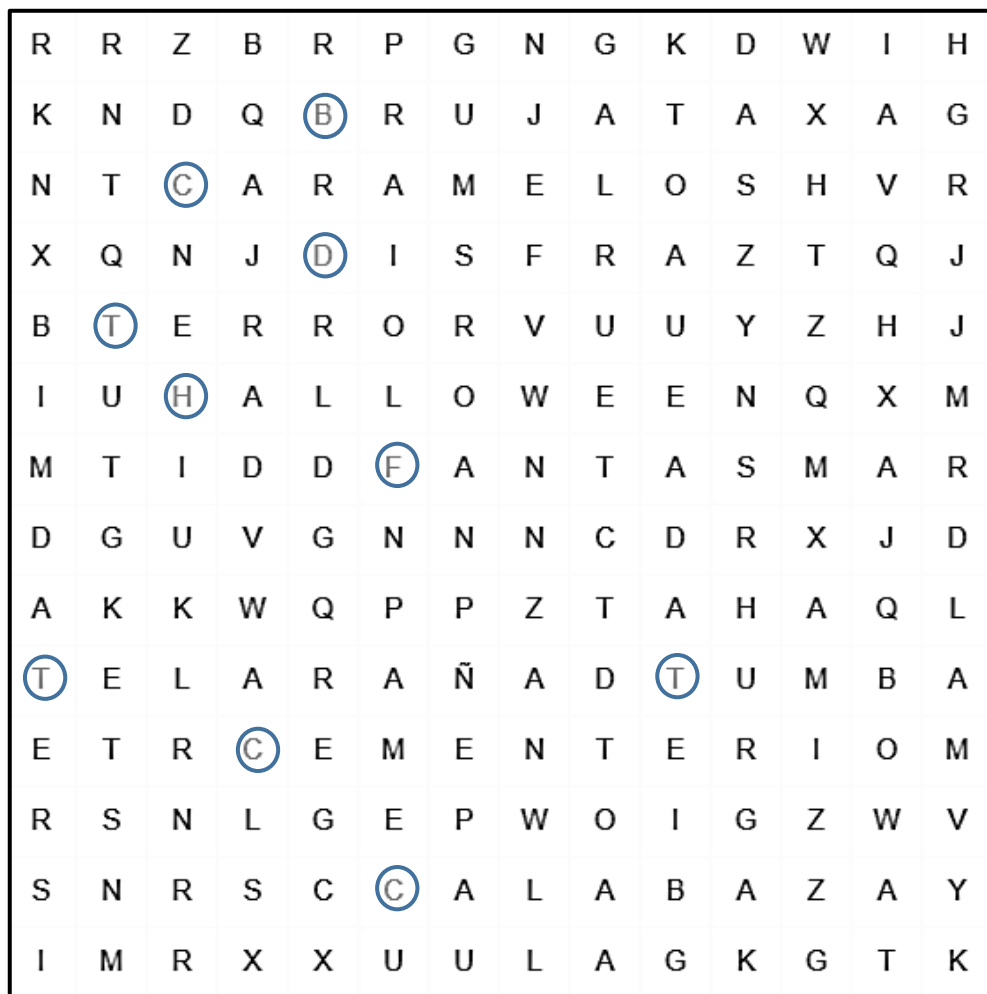 R R Z B R P G N G K D W I H
K N D Q B R U J A T A X A G
N T C A R A M E L O S H V R
X Q N J D I S F R A Z T Q J
B T E R R O R V U U Y Z H J
I U H A L L O W E E N Q X M
M T I D D F A N T A S M A R
D G U V G N N N C D R X J D
A K K W Q P P Z T A H A Q L
T E L A R A Ñ A D T U M B A
E T R C E M E N T E R I O M
R S N L G E P W O I G Z W V
S N R S C C A L A B A Z A Y
I M R X X U U L A G K G T K